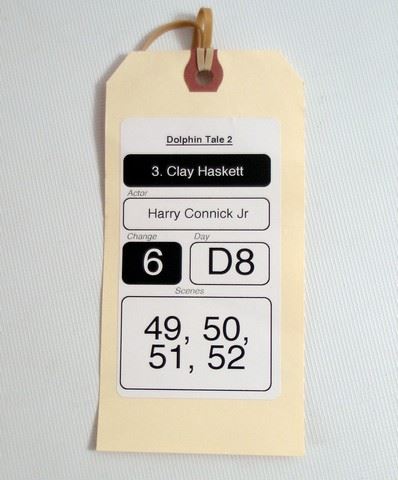 Dolphin Tale 2
3. Clay Haskett
Actor
Harry Connick Jr
Change Day
6 D8
Scenes
49, 50,
51, 52